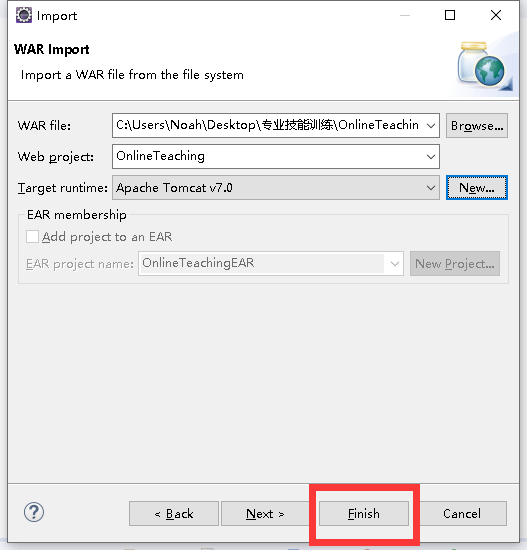 Import
WAR Import
Import a WAR file from the file system
WAR file: C:\Users\Noah\Desktop\专业技能训练\OnlineTeachin Browse...
Web project: OnlineTeaching
Target runtime: Apache Tomcat v7.0 New...
EAR membership
Add project to an EAR
EAR project name: OnlineTeachingEAR New Project...
? < Back Next > Finish Cancel